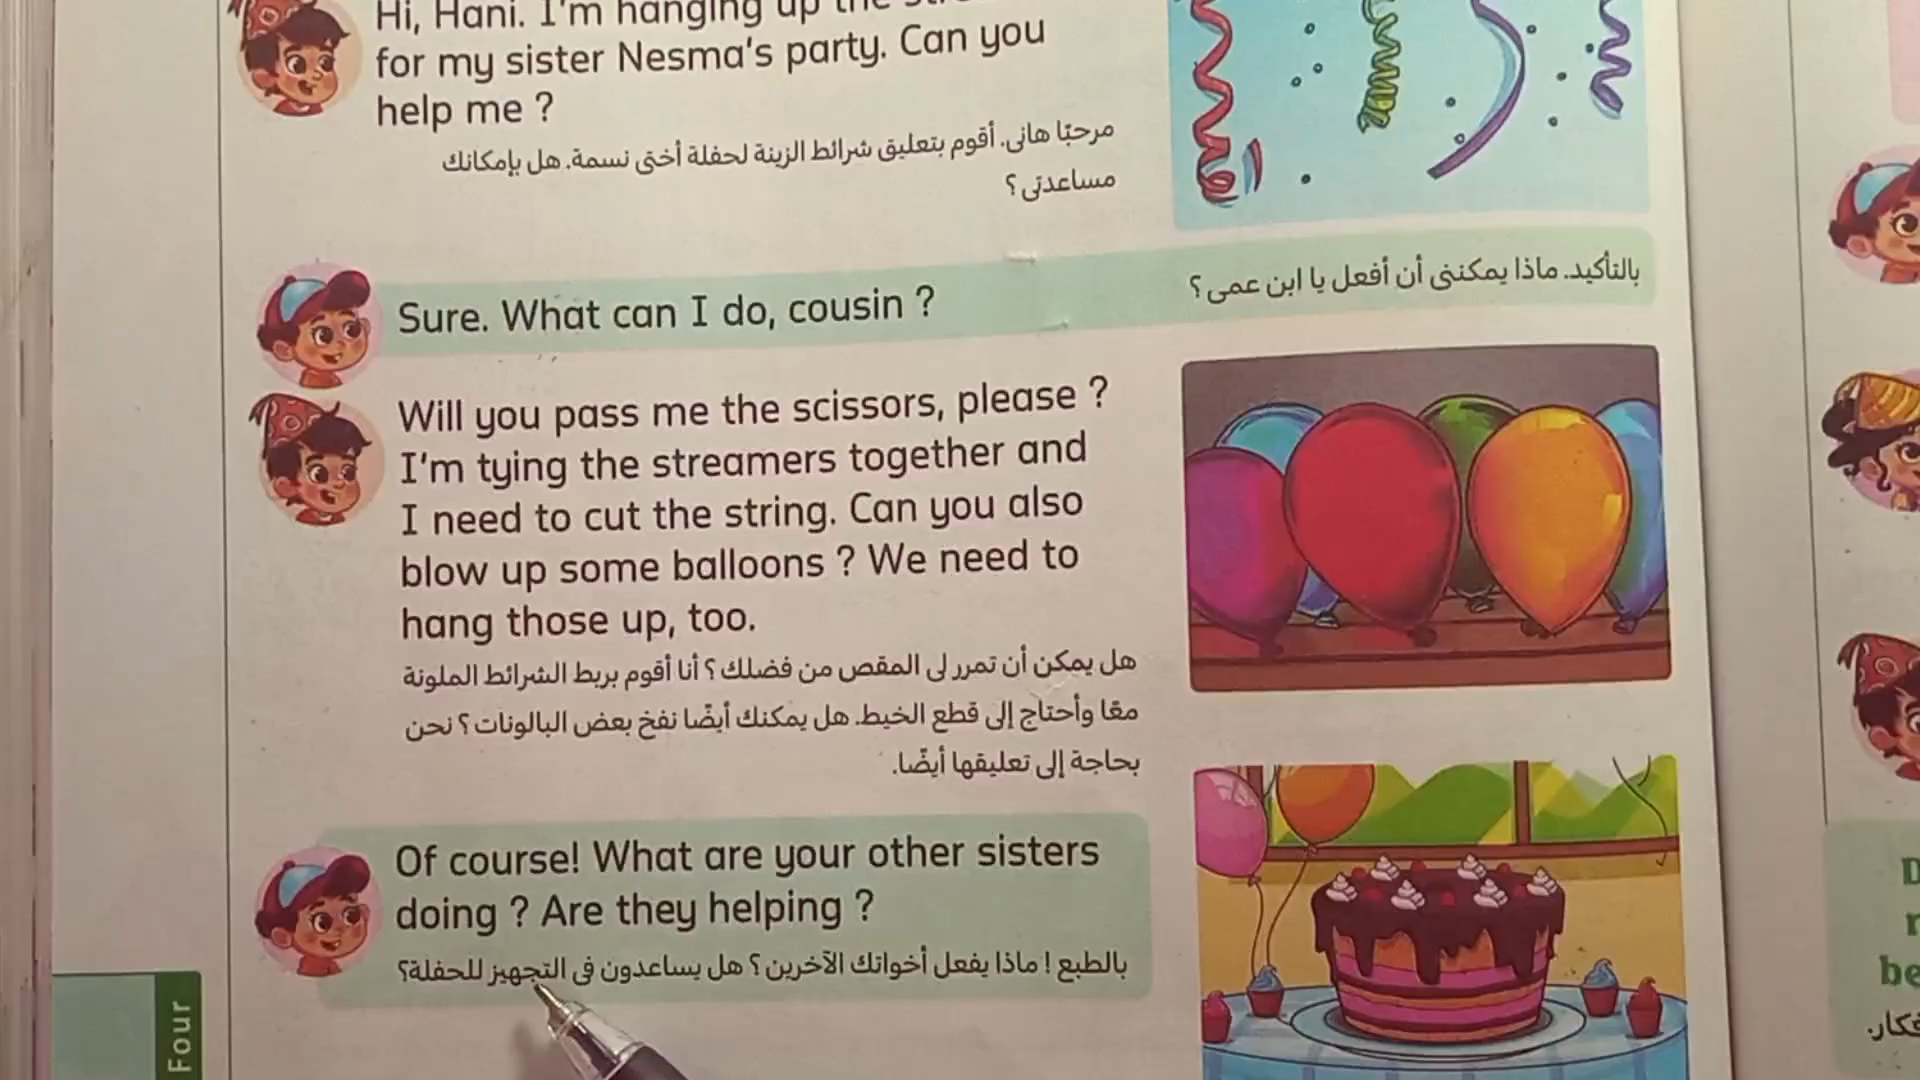 Hi, Hani. I'm hanging up the
for my sister Nesma's party. Can you
help me ?
مرحبًا هانى. أقوم بتعليق شرائط الزينة لحفلة أختى نسمة. هل بإمكانك
مساعدتى ؟
Sure. What can I do, cousin ?
بالتأكيد. ماذا يمكننى أن أفعل يا ابن عمى ؟
Will you pass me the scissors, please ?
I'm tying the streamers together and
I need to cut the string. Can you also
blow up some balloons ? We need to
hang those up, too.
هل يمكن أن تمرر لى المقص من فضلك ؟ أنا أقوم بربط الشرائط الملونة
معًا وأحتاج إلى قطع الخيط. هل يمكنك أيضًا نفخ بعض البالونات ؟ نحن
بحاجة إلى تعليقها أيضًا.
Of course! What are your other sisters
doing ? Are they helping ?
بالطبع ! ماذا يفعل أخواتك الآخرين ؟ هل يساعدون فى التجهيز للحفلة؟
Four
be